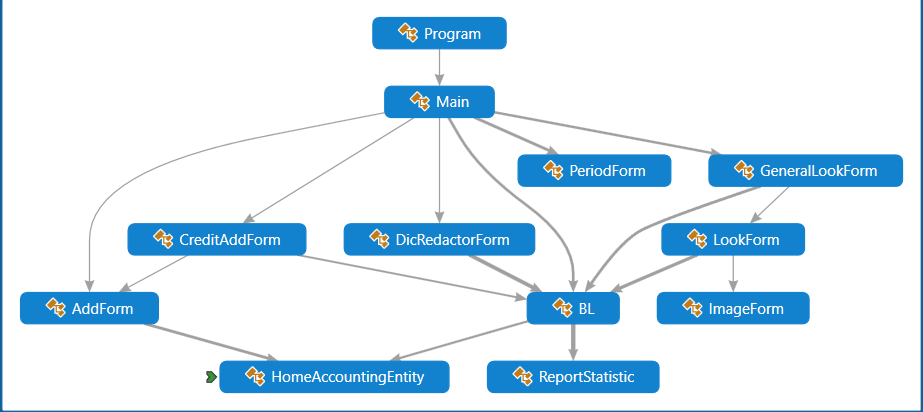 Program
Main
PeriodForm
GeneralLookForm
CreditAddForm
DicRedactorForm
LookForm
AddForm
BL
ImageForm
HomeAccountingEntity
ReportStatistic